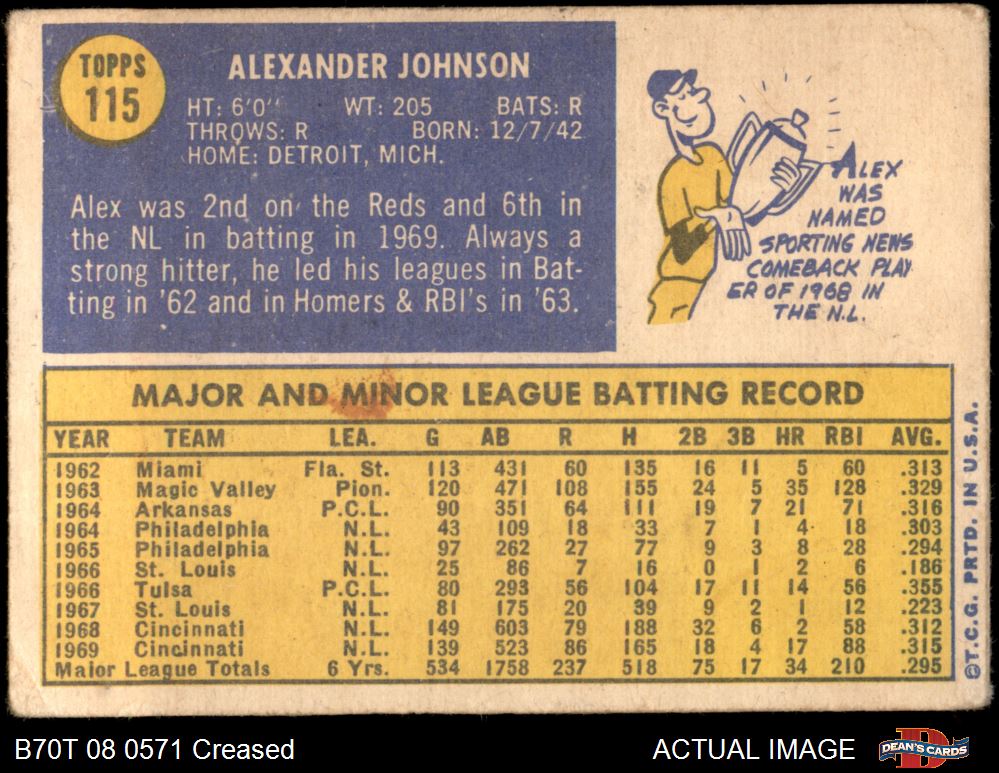 TOPPS
115
ALEXANDER JOHNSON
HT: 6'0" WT: 205 BATS: R
THROWS: R BORN: 12/7/42
HOME: DETROIT, MICH.
Alex was 2nd on the Reds and 6th in
the NL in batting in 1969. Always a
strong hitter, he led his leagues in Bat-
ting in '62 and in Homers & RBI's in '63.
ALEX
WAS
NAMED
SPORTING NEWS
COMEBACK PLAY
ER OF 1968 IN
THE N.L.
MAJOR AND MINOR LEAGUE BATTING RECORD
YEAR TEAM LEA. G AB R H 2B 3B HR RBI AVG.
1962 Miami Fla. St. 113 431 60 135 16 11 5 60 .313
1963 Magic Valley Pion. 120 471 108 155 24 5 35 128 .329
1964 Arkansas P.C.L. 90 351 64 111 19 7 21 71 .316
1964 Philadelphia N.L. 43 109 18 33 7 1 4 18 .303
1965 Philadelphia N.L. 97 262 27 77 9 3 8 28 .294
1966 St. Louis N.L. 25 86 7 16 0 1 2 6 .186
1966 Tulsa P.C.L. 80 293 56 104 17 11 14 56 .355
1967 St. Louis N.L. 81 175 20 39 9 2 1 12 .223
1968 Cincinnati N.L. 149 603 79 188 32 6 2 58 .312
1969 Cincinnati N.L. 139 523 86 165 18 4 17 88 .315
Major League Totals 6 Yrs. 534 1758 237 518 75 17 34 210 .295
©T.C.G. PRTD. IN U.S.A.
B70T 08 0571 Creased
ACTUAL IMAGE
DEAN'S CARDS